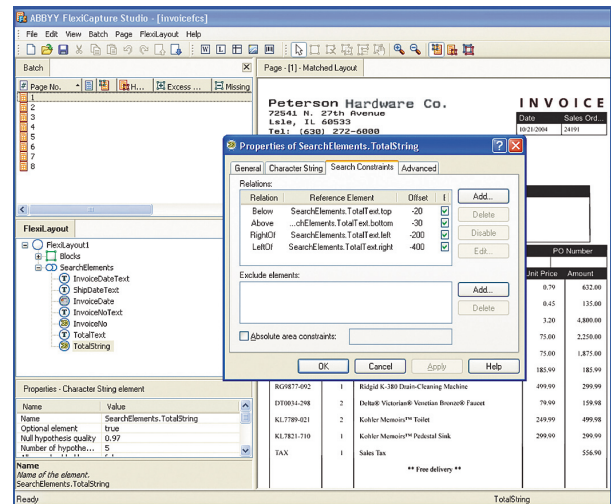 ABBYY FlexiCapture Studio - [invoicefcs]
File Edit View Batch Page FlexiLayout Help
Batch
Page - [1] - Matched Layout
# Page No. H... Excess ... Missing
1
2
3
4
5
6
7
8
Peterson Hardware Co.
72541 N. 27th Avenue
Lsle, IL 60533
Tel: (630) 272-6000
INVOICE
Date Sales Ord...
10/21/2004 24191
PO Number
Unit Price Amount
0.79 632.00
0.45 135.00
3.20 4,800.00
75.00 2,250.00
75.00 1,875.00
185.99 185.99
RG9877-092 1 Ridgid K-380 Drain-Cleaning Machine 499.99 299.99
DT0034-298 2 Delta® Victorian® Venetian Bronze® Faucet 79.99 159.98
KL7789-021 2 Kohler Memoirs™ Toilet 249.99 499.98
KL7821-710 1 Kohler Memoirs™ Pedestal Sink 299.99 299.99
TAX 1 Sales Tax 556.90
** Free delivery **
Properties of SearchElements.TotalString
General Character String Search Constraints Advanced
Relations:
Relation Reference Element Offset E
Below SearchElements.TotalText.top -20
Above ...chElements.TotalText.bottom -30
RightOf SearchElements.TotalText.left -200
LeftOf SearchElements.TotalText.right -400
Add...
Delete
Disable
Edit...
Exclude elements:
Add...
Delete
Absolute area constraints:
OK Cancel Apply Help
FlexiLayout
FlexiLayout1
Blocks
SearchElements
InvoiceDateText
ShipDateText
InvoiceDate
InvoiceNoText
InvoiceNo
TotalText
TotalString
Properties - Character String element
Name Value
Name SearchElements.TotalString
Optional element true
Null hypothesis quality 0.97
Number of hypothe... 5
Name
Name of the element.
SearchElements.TotalString
Ready TotalString